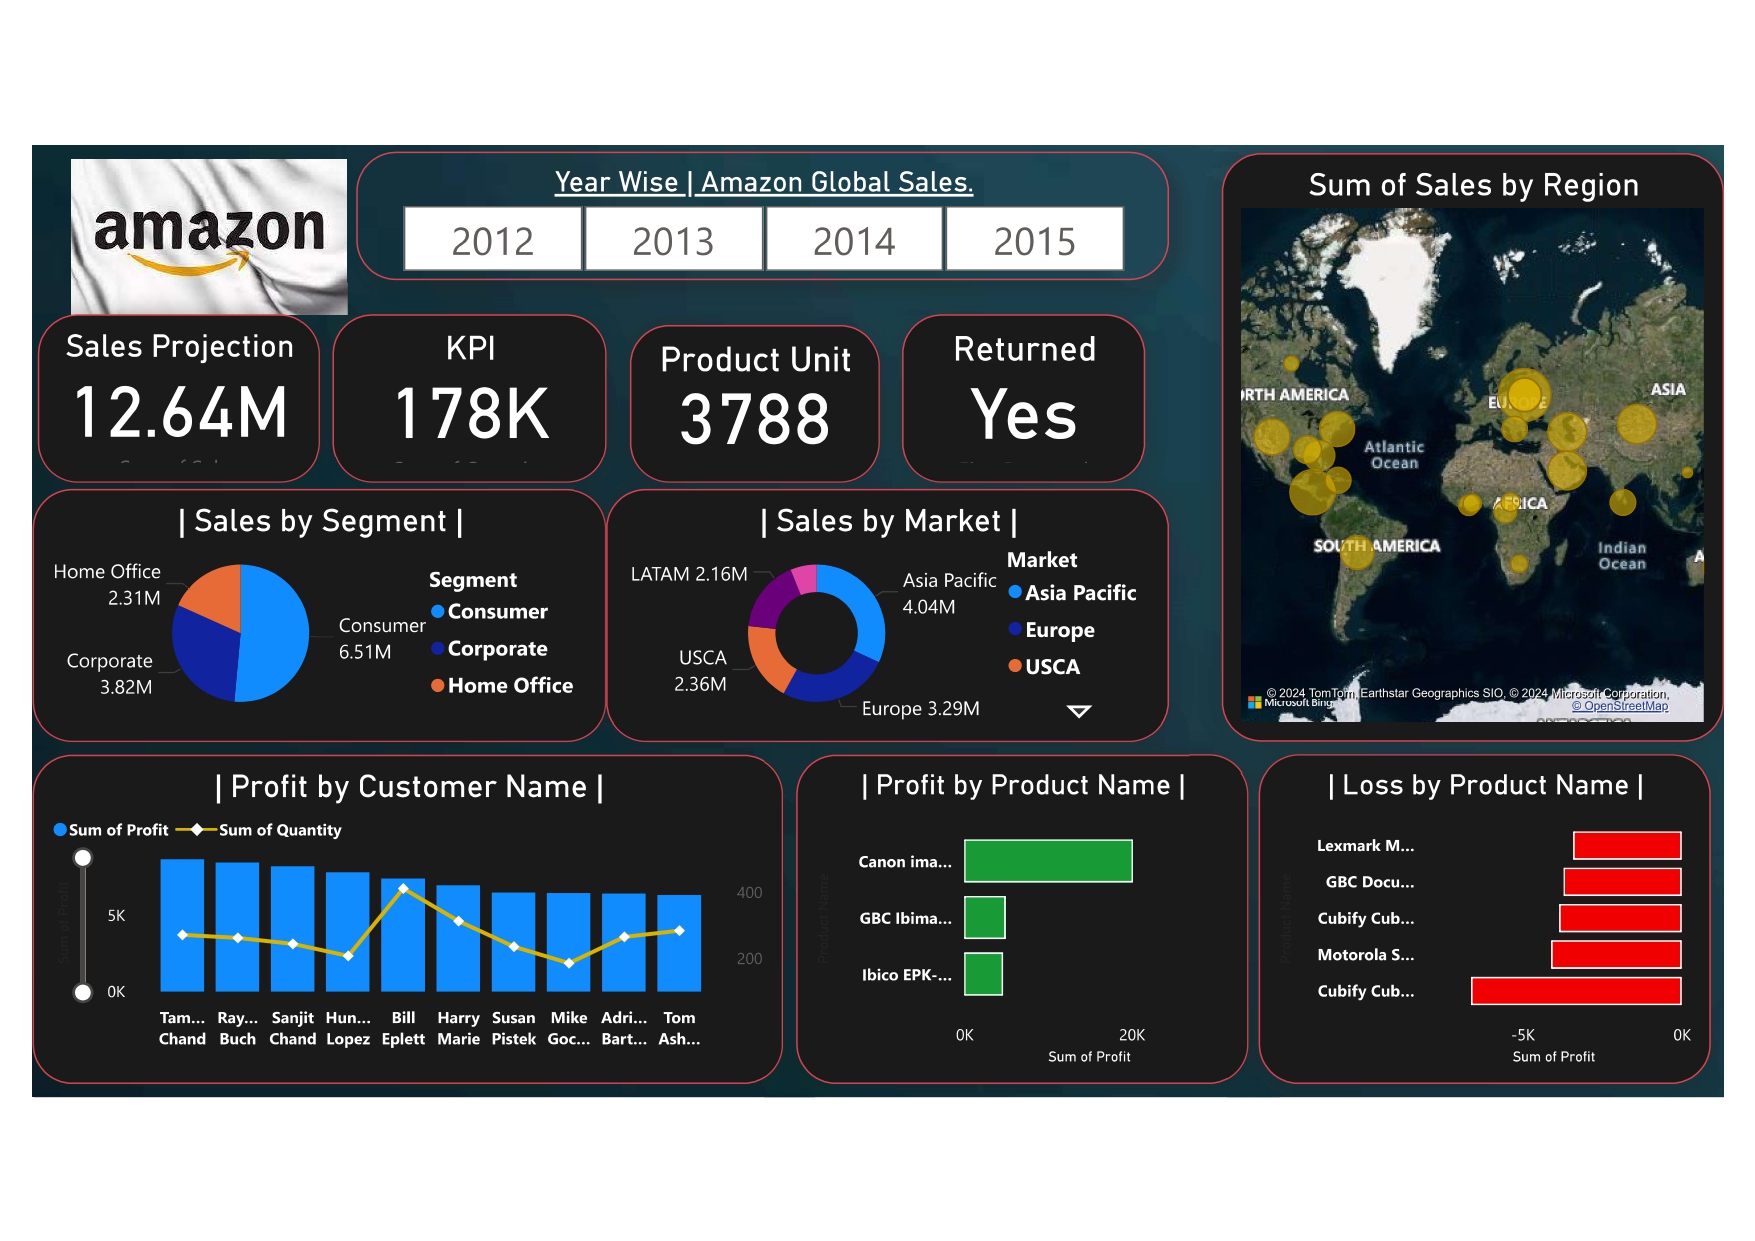 amazon
Year Wise | Amazon Global Sales.
2012
2013
2014
2015
Sales Projection
12.64M
KPI
178K
Product Unit
3788
Returned
Yes
Sum of Sales by Region
RTH AMERICA
EUROPE
ASIA
Atlantic
Ocean
AFRICA
SOUTH AMERICA
Indian
Ocean
A
© 2024 TomTom, Earthstar Geographics SIO, © 2024 Microsoft Corporation,
© OpenStreetMap
Microsoft Bing
| Sales by Segment |
Home Office
2.31M
Corporate
3.82M
Consumer
6.51M
Segment
Consumer
Corporate
Home Office
| Sales by Market |
LATAM 2.16M
USCA
2.36M
Asia Pacific
4.04M
Europe 3.29M
Market
Asia Pacific
Europe
USCA
| Profit by Customer Name |
Sum of Profit
Sum of Quantity
Sum of Profit
5K
0K
400
200
Tam... Ray... Sanjit Hun... Bill Harry Susan Mike Adri... Tom
Chand Buch Chand Lopez Eplett Marie Pistek Goc... Bart... Ash...
| Profit by Product Name |
Product Name
Canon ima...
GBC Ibima...
Ibico EPK-...
0K 20K
Sum of Profit
| Loss by Product Name |
Product Name
Lexmark M...
GBC Docu...
Cubify Cub...
Motorola S...
Cubify Cub...
-5K 0K
Sum of Profit